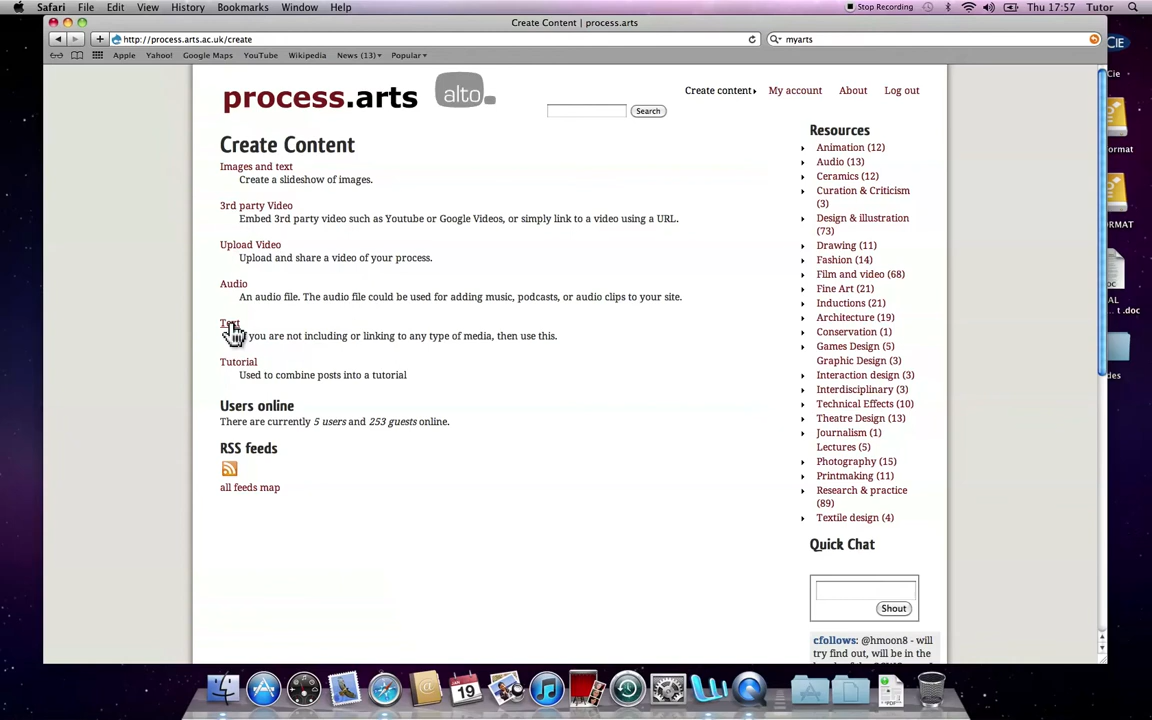 Safari File Edit View History Bookmarks Window Help Stop Recording Thu 17:57 Tutor
Create Content | process.arts
http://process.arts.ac.uk/create myarts
Apple Yahoo! Google Maps YouTube Wikipedia News (13) Popular
process.arts alto.
Create content My account About Log out
Search
Create Content
Images and text
Create a slideshow of images.
3rd party Video
Embed 3rd party video such as Youtube or Google Videos, or simply link to a video using a URL.
Upload Video
Upload and share a video of your process.
Audio
An audio file. The audio file could be used for adding music, podcasts, or audio clips to your site.
Text
you are not including or linking to any type of media, then use this.
Tutorial
Used to combine posts into a tutorial
Users online
There are currently 5 users and 253 guests online.
RSS feeds
all feeds map
Resources
Animation (12)
Audio (13)
Ceramics (12)
Curation & Criticism
(3)
Design & illustration
(73)
Drawing (11)
Fashion (14)
Film and video (68)
Fine Art (21)
Inductions (21)
Architecture (19)
Conservation (1)
Games Design (5)
Graphic Design (3)
Interaction design (3)
Interdisciplinary (3)
Technical Effects (10)
Theatre Design (13)
Journalism (1)
Lectures (5)
Photography (15)
Printmaking (11)
Research & practice
(89)
Textile design (4)
Quick Chat
Shout
cfollows: @hmoon8 - will
try find out, will be in the
CiE
Cie
ormat
ORMAT
OC
AL
t .doc
des
JUL 19
PDF